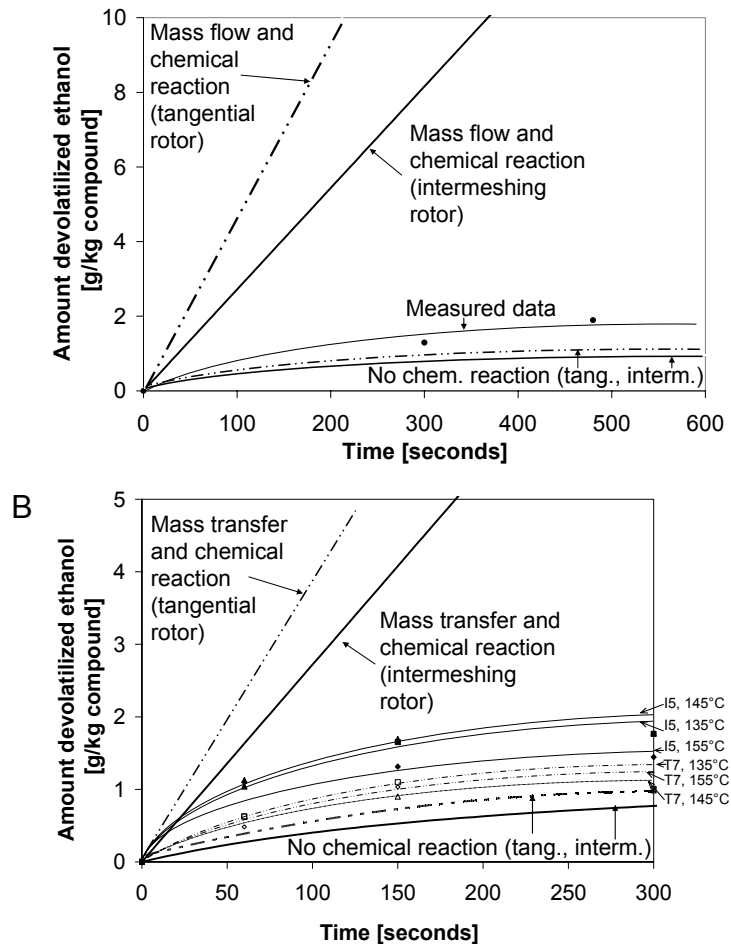 10
8
6
4
2
0
Amount devolatilized ethanol
[g/kg compound]
Mass flow and
chemical
reaction
(tangential
rotor)
Mass flow and
chemical reaction
(intermeshing
rotor)
Measured data
No chem. reaction (tang., interm.)
0 100 200 300 400 500 600
Time [seconds]
B
5
4
3
2
1
0
Amount devolatilized ethanol
[g/kg compound]
Mass transfer
and chemical
reaction
(tangential
rotor)
Mass transfer and
chemical reaction
(intermeshing
rotor)
I5, 145°C
I5, 135°C
I5, 155°C
T7, 135°C
T7, 155°C
T7, 145°C
No chemical reaction (tang., interm.)
0 50 100 150 200 250 300
Time [seconds]